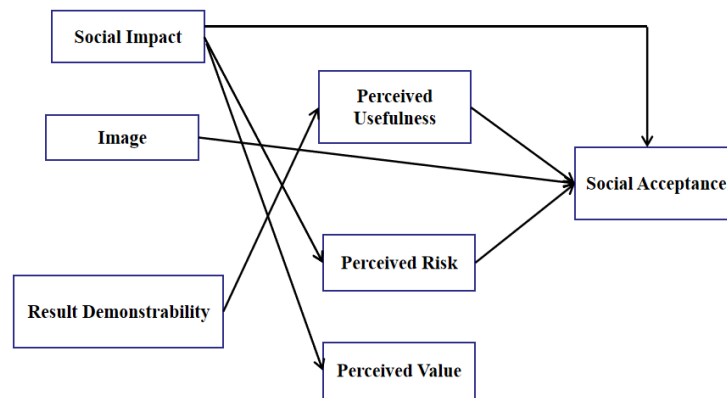 Social Impact
Perceived
Usefulness
Image
Social Acceptance
Perceived Risk
Result Demonstrability
Perceived Value